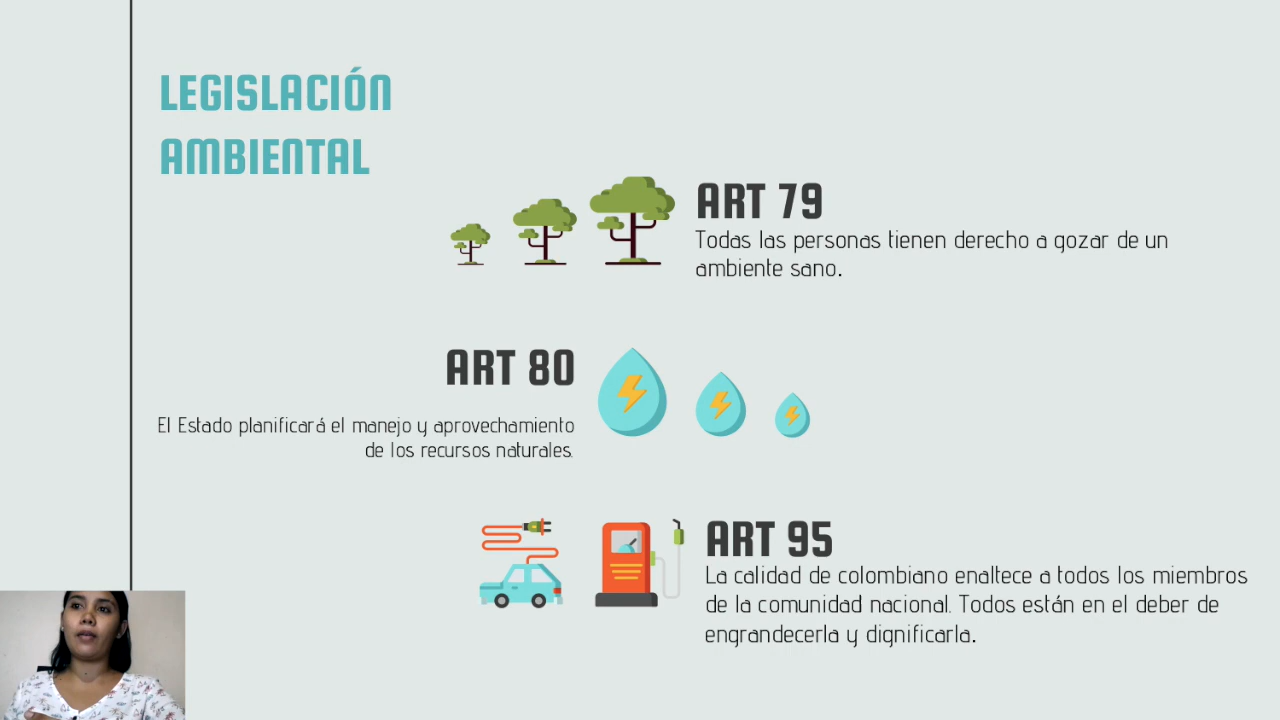 LEGISLACIÓN
AMBIENTAL
ART 79
Todas las personas tienen derecho a gozar de un
ambiente sano.
ART 80
El Estado planificará el manejo y aprovechamiento
de los recursos naturales.
ART 95
La calidad de colombiano enaltece a todos los miembros
de la comunidad nacional. Todos están en el deber de
engrandecerla y dignificarla.